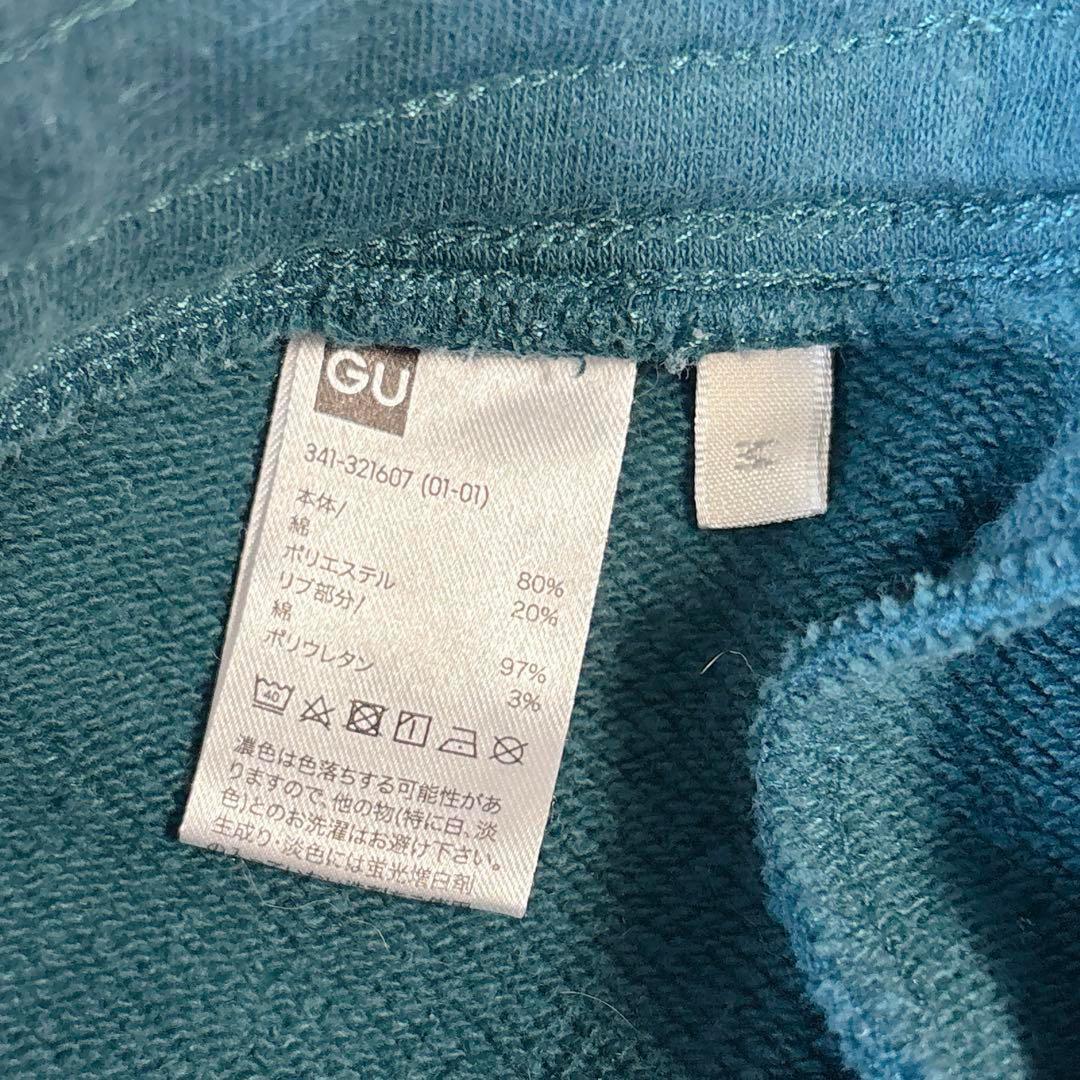 GU
341-321607 (01-01)
本体/
綿 80%
ポリエステル 20%
リブ部分/
綿 97%
ポリウレタン 3%
40
濃色は色落ちする可能性があ
りますので、他の物(特に白、淡
色)とのお洗濯はお避け下さい。
生成り・淡色には蛍光増白剤
M